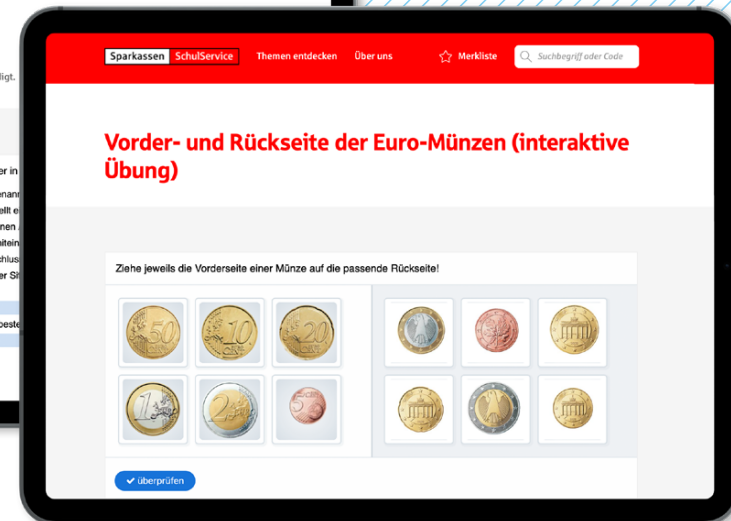 Sparkassen SchulService Themen entdecken Über uns Merkliste Suchbegriff oder Code
Vorder- und Rückseite der Euro-Münzen (interaktive
Übung)
Ziehe jeweils die Vorderseite einer Münze auf die passende Rückseite!
50 10 20
1 2 5
überprüfen